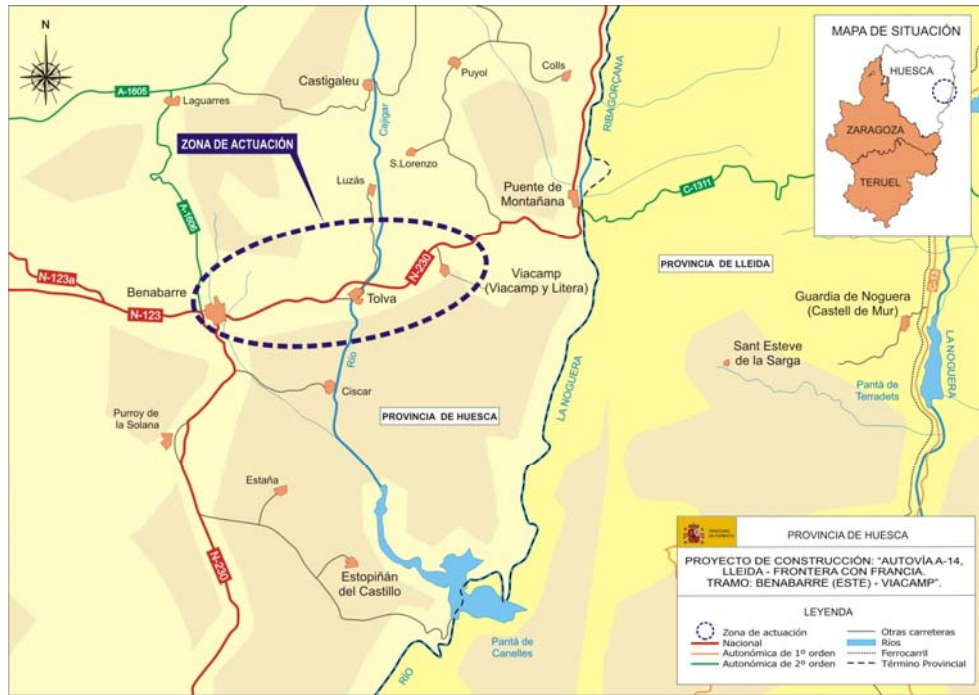 N
A-1605
Laguarres
Castigaleu
Puyol
Colls
RIBAGORÇANA
MAPA DE SITUACIÓN
HUESCA
ZARAGOZA
TERUEL
ZONA DE ACTUACIÓN
Cajigar
S.Lorenzo
Luzás
Puente de
Montañana
C-1311
A-1606
N-123a
Benabarre
N-123
N-230
Tolva
Viacamp
(Viacamp y Litera)
PROVINCIA DE LLEIDA
C-13
Guardia de Noguera
(Castell de Mur)
Sant Esteve
de la Sarga
Pantá de
Terradets
LA NOGUERA
Río
Ciscar
PROVINCIA DE HUESCA
LA NOGUERA
Purroy de
la Solana
Estaña
N-230
Estopiñán
del Castillo
Pantá de
Canelles
RÍO
PROVINCIA DE HUESCA
PROYECTO DE CONSTRUCCIÓN: "AUTOVÍA A-14,
LLEIDA - FRONTERA CON FRANCIA.
TRAMO: BENABARRE (ESTE) - VIACAMP".
LEYENDA
Zona de actuación
Nacional
Autonómica de 1º orden
Autonómica de 2º orden
Otras carreteras
Ríos
Ferrocarril
Término Provincial